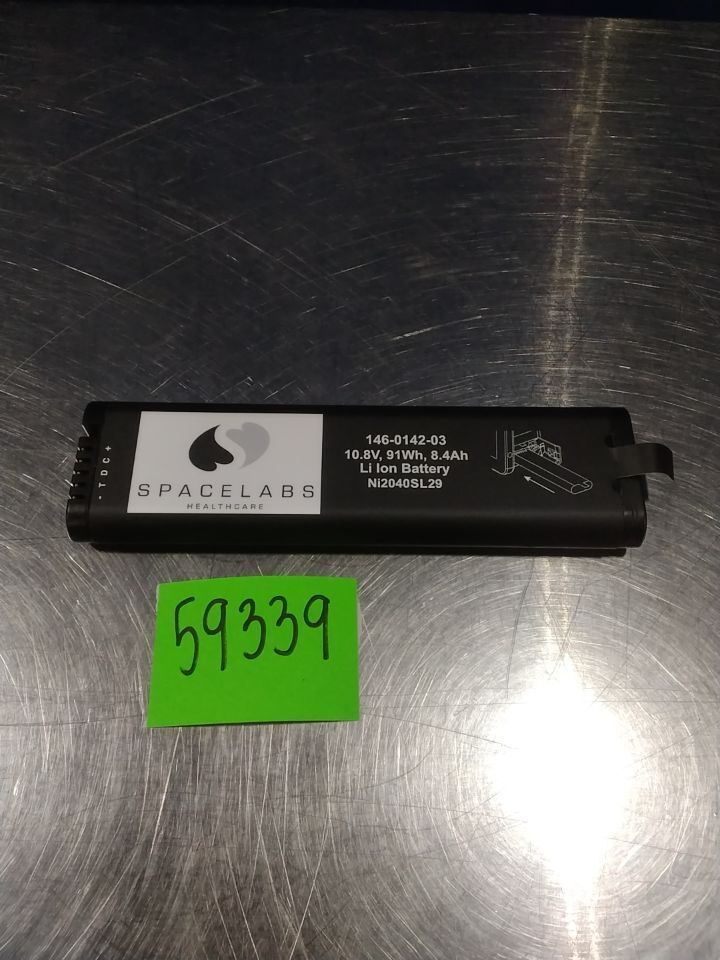 - T D C +
SPACELABS
HEALTHCARE
146-0142-03
10.8V, 91Wh, 8.4Ah
Li Ion Battery
Ni2040SL29
59339